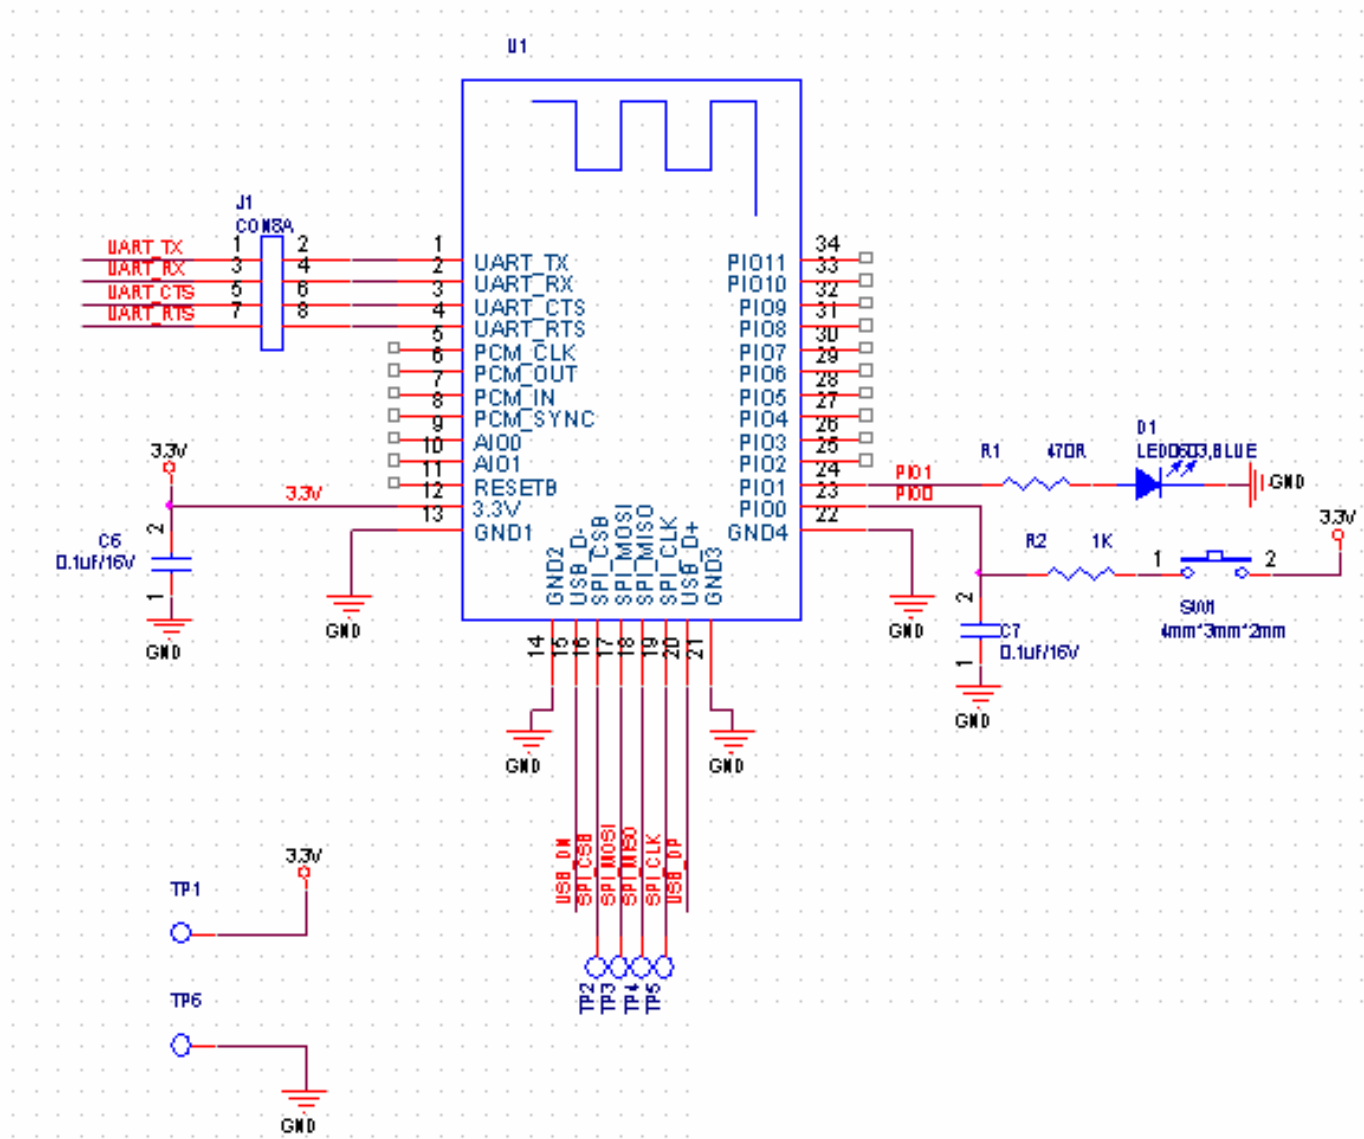 U1
J1
CON8A
UART_TX 1 2
UART_RX 3 4
UART_CTS 5 6
UART_RTS 7 8
1 UART_TX
2 UART_RX
3 UART_CTS
4 UART_RTS
5 PCM_CLK
6 PCM_OUT
7 PCM_IN
8 PCM_SYNC
9 AIO0
10 AIO1
11 RESETB
12 3.3V
13 GND1
PIO11 34
PIO10 33
PIO9 32
PIO8 31
PIO7 30
PIO6 29
PIO5 28
PIO4 27
PIO3 26
PIO2 25
PIO1 24
PIO0 23
GND4 22
GND2 14
USB_D- 15
SPI_CSB 16
SPI_MOSI 17
SPI_MISO 18
SPI_CLK 19
USB_D+ 20
GND3 21
3.3V
3.3V
2
C6
0.1uF/16V
1
GND
GND
PIO1
PIO0
R1 470R
D1
LED0603,BLUE
GND
R2 1K
1 2
3.3V
SW1
4mm*3mm*2mm
GND
2
C7
0.1uF/16V
1
GND
GND
GND
USB_DN
SPI_CSB
SPI_MOSI
SPI_MISO
SPI_CLK
USB_DP
TP2
TP3
TP4
TP5
3.3V
TP1
TP6
GND